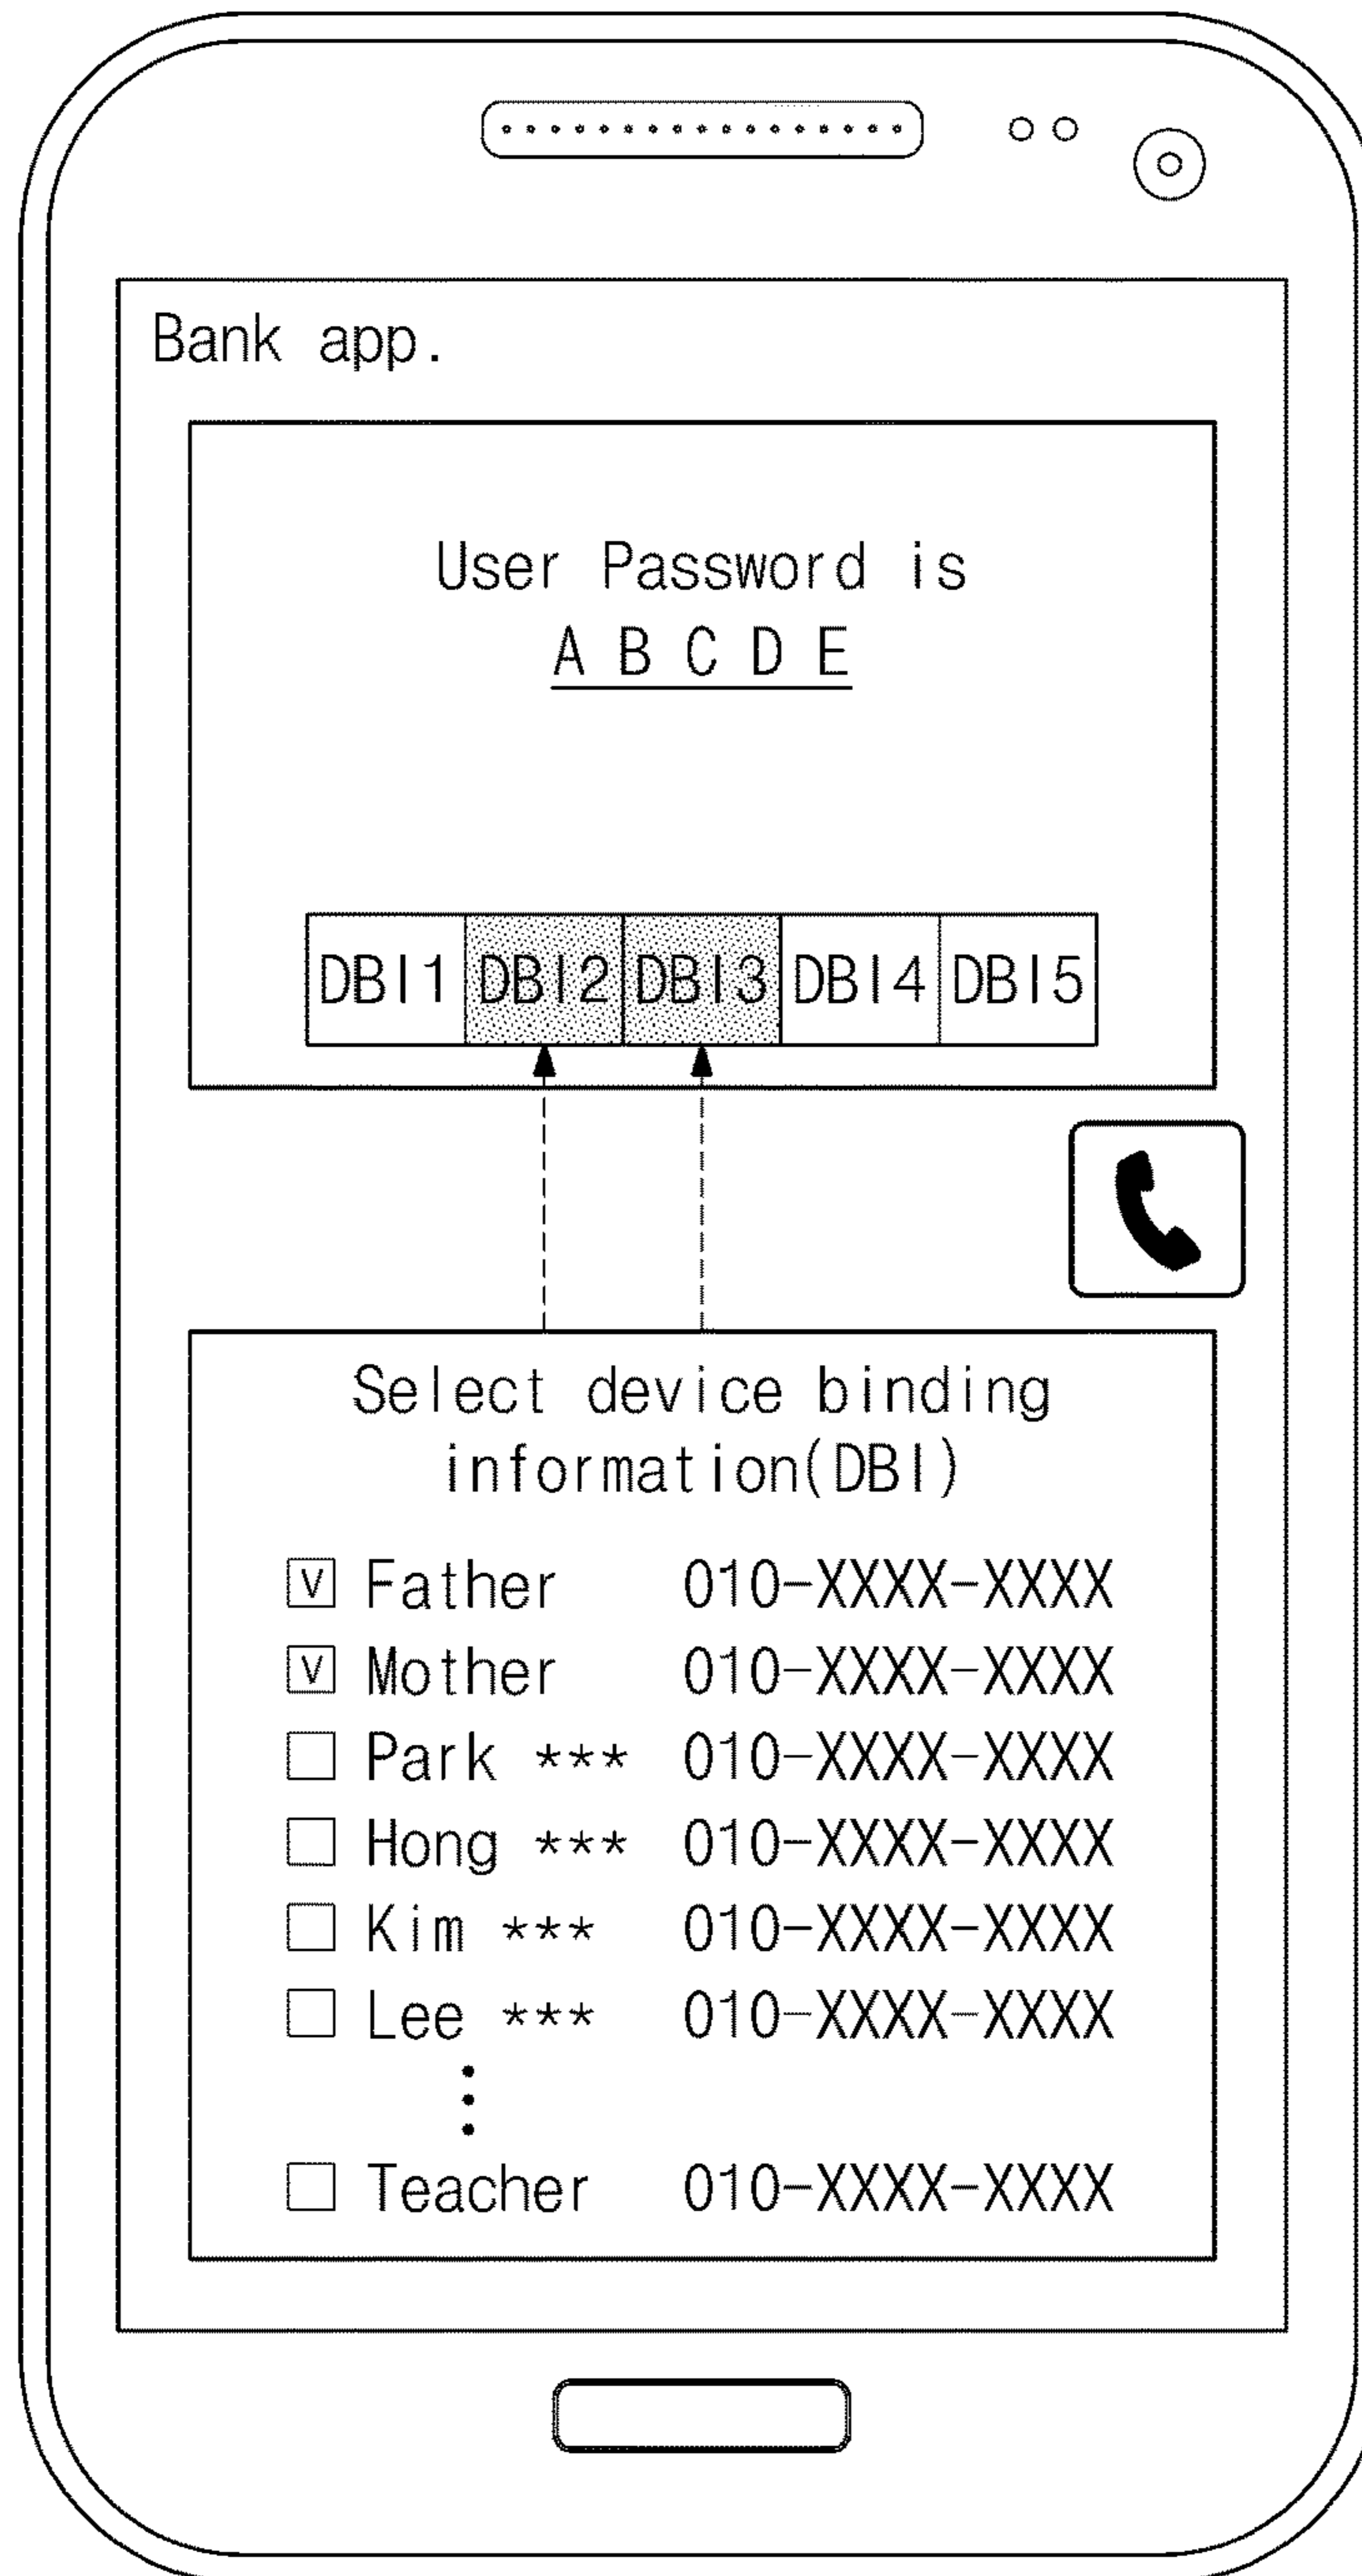 Bank app.
User Password is
A B C D E
DBI1 DBI2 DBI3 DBI4 DBI5
Select device binding
information(DBI)
v Father 010-XXXX-XXXX
v Mother 010-XXXX-XXXX
Park *** 010-XXXX-XXXX
Hong *** 010-XXXX-XXXX
Kim *** 010-XXXX-XXXX
Lee *** 010-XXXX-XXXX
Teacher 010-XXXX-XXXX